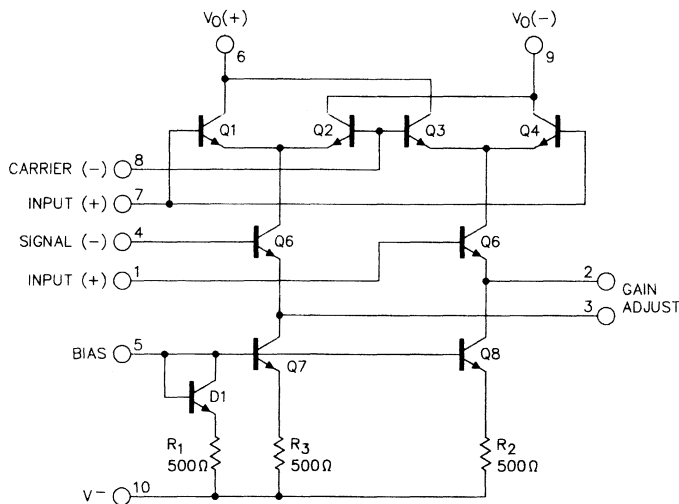 V₀(+)
V₀(−)
6
9
Q1
Q2
Q3
Q4
CARRIER (−)
8
INPUT (+)
7
SIGNAL (−)
4
Q6
Q6
INPUT (+)
1
2
GAIN
ADJUST
3
BIAS
5
Q7
Q8
D1
R₁
500Ω
R₃
500Ω
R₂
500Ω
V⁻
10